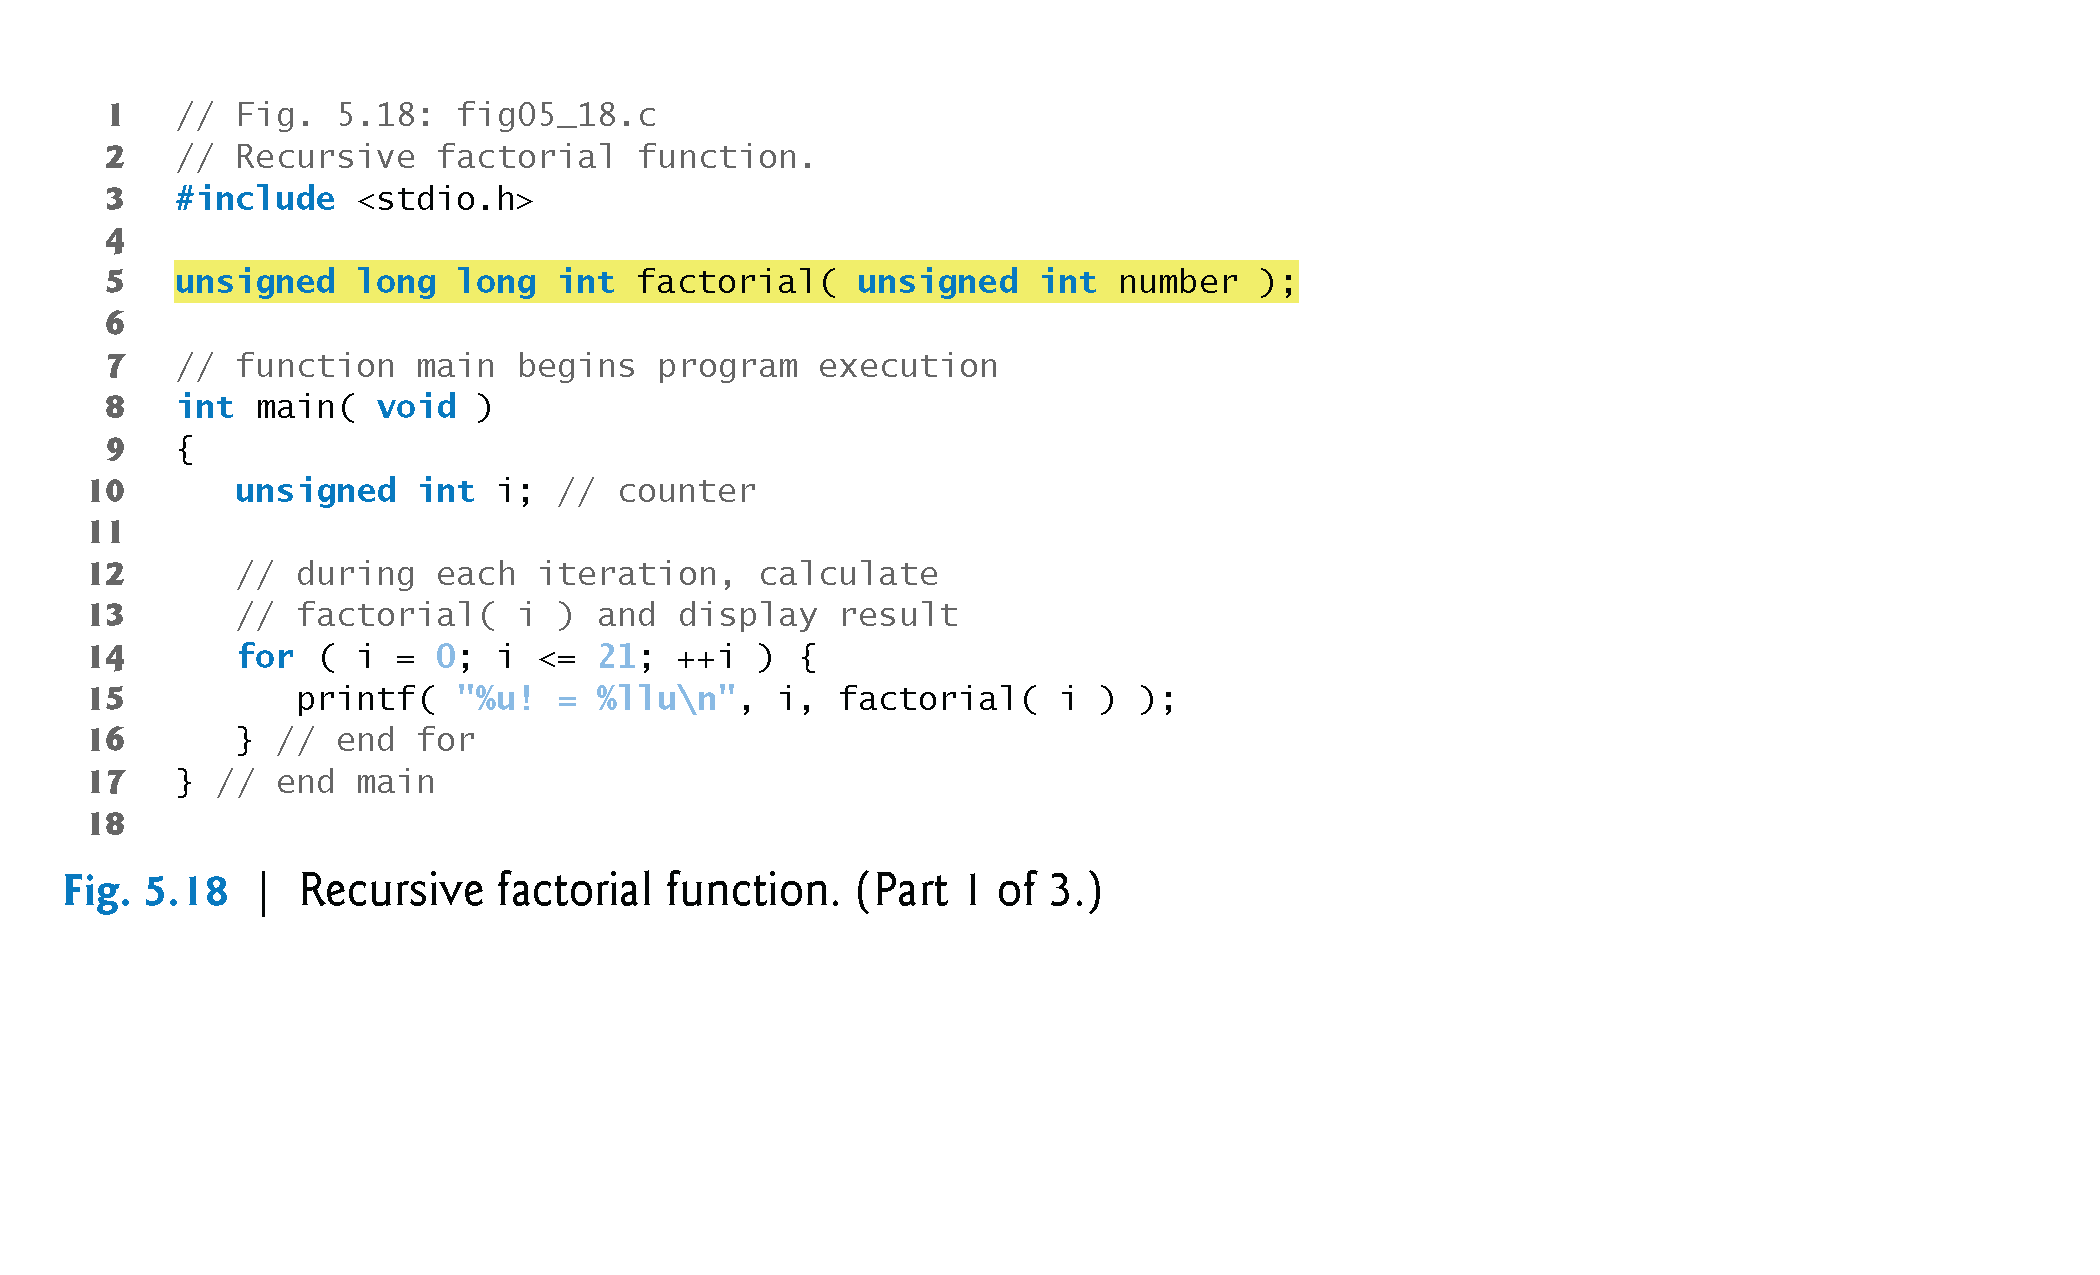 1 // Fig. 5.18: fig05_18.c
2 // Recursive factorial function.
3 #include <stdio.h>
4
5 unsigned long long int factorial( unsigned int number );
6
7 // function main begins program execution
8 int main( void )
9 {
10    unsigned int i; // counter
11
12    // during each iteration, calculate
13    // factorial( i ) and display result
14    for ( i = 0; i <= 21; ++i ) {
15       printf( "%u! = %llu\n", i, factorial( i ) );
16    } // end for
17 } // end main
18
Fig. 5.18 | Recursive factorial function. (Part 1 of 3.)